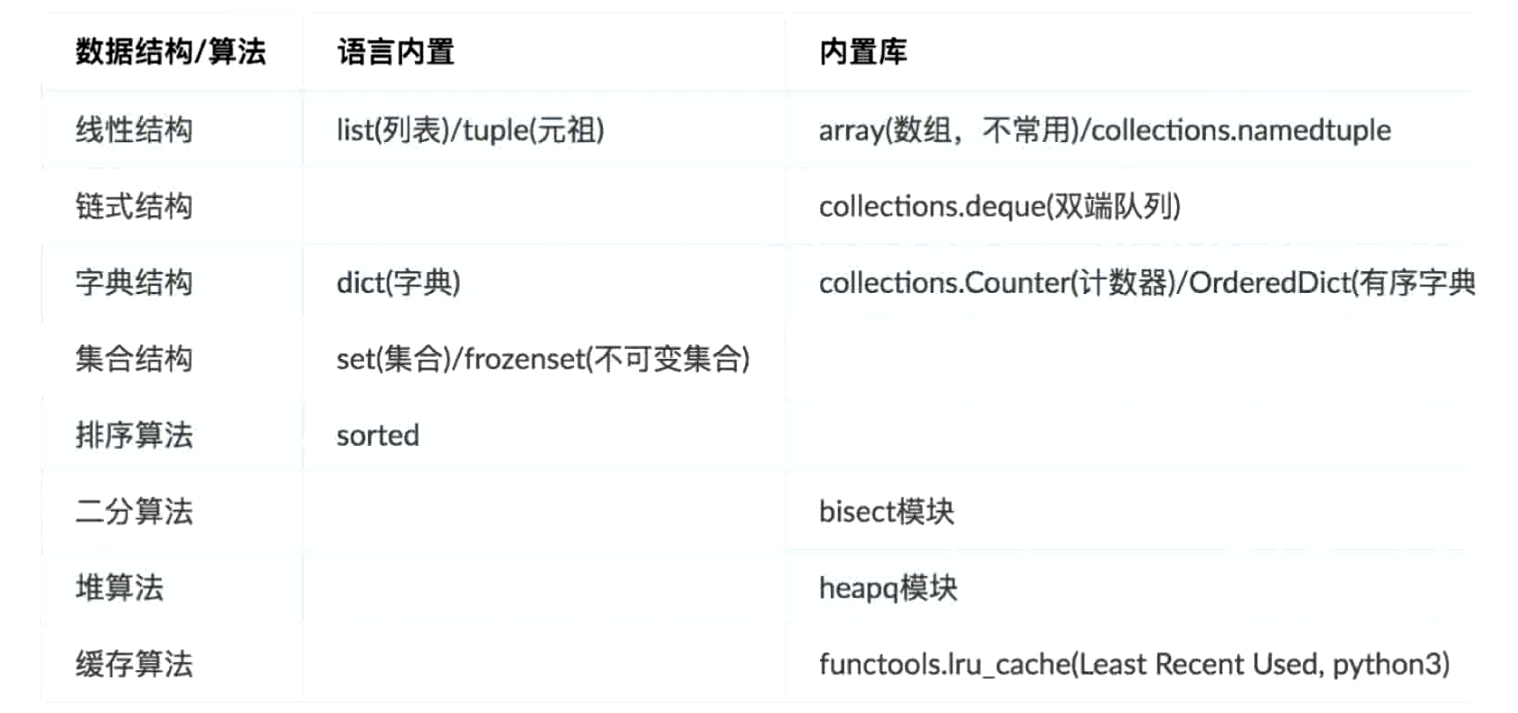 数据结构/算法 语言内置 内置库
线性结构 list(列表)/tuple(元祖) array(数组，不常用)/collections.namedtuple
链式结构 collections.deque(双端队列)
字典结构 dict(字典) collections.Counter(计数器)/OrderedDict(有序字典
集合结构 set(集合)/frozenset(不可变集合)
排序算法 sorted
二分算法 bisect模块
堆算法 heapq模块
缓存算法 functools.lru_cache(Least Recent Used, python3)